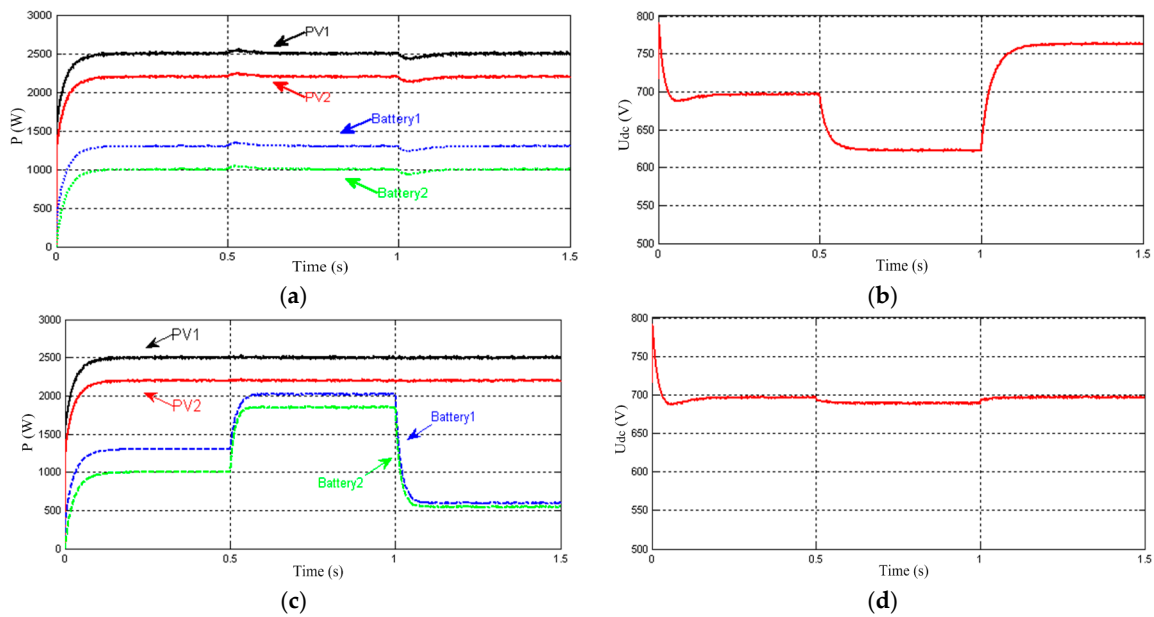 3000
2500
2000
1500
1000
500
0
P (W)
PV1
PV2
Battery1
Battery2
0
0.5
1
1.5
Time (s)
(a)
800
750
700
650
600
550
500
Udc (V)
0
0.5
1
1.5
Time (s)
(b)
3000
2500
2000
1500
1000
500
0
P (W)
PV1
PV2
Battery1
Battery2
0
0.5
1
1.5
Time (s)
(c)
800
750
700
650
600
550
500
Udc (V)
0
0.5
1
1.5
Time (s)
(d)